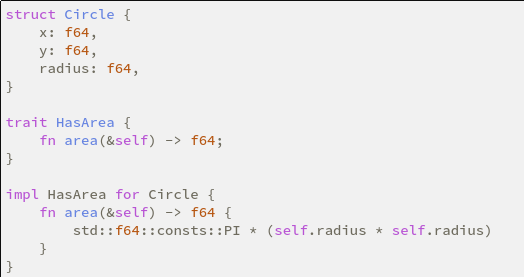 struct Circle {
    x: f64,
    y: f64,
    radius: f64,
}

trait HasArea {
    fn area(&self) -> f64;
}

impl HasArea for Circle {
    fn area(&self) -> f64 {
        std::f64::consts::PI * (self.radius * self.radius)
    }
}